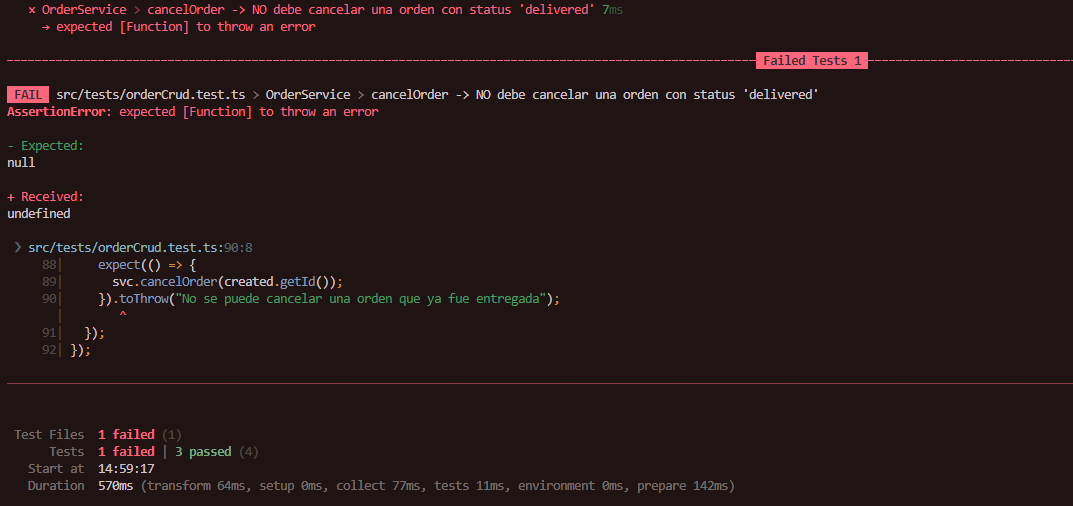 × OrderService > cancelOrder -> NO debe cancelar una orden con status 'delivered' 7ms
→ expected [Function] to throw an error
Failed Tests 1
FAIL src/tests/orderCrud.test.ts > OrderService > cancelOrder -> NO debe cancelar una orden con status 'delivered'
AssertionError: expected [Function] to throw an error
- Expected:
null
+ Received:
undefined
❯ src/tests/orderCrud.test.ts:90:8
88| expect(() => {
89| svc.cancelOrder(created.getId());
90| }).toThrow("No se puede cancelar una orden que ya fue entregada");
| ^
91| });
92| });
Test Files 1 failed (1)
Tests 1 failed | 3 passed (4)
Start at 14:59:17
Duration 570ms (transform 64ms, setup 0ms, collect 77ms, tests 11ms, environment 0ms, prepare 142ms)